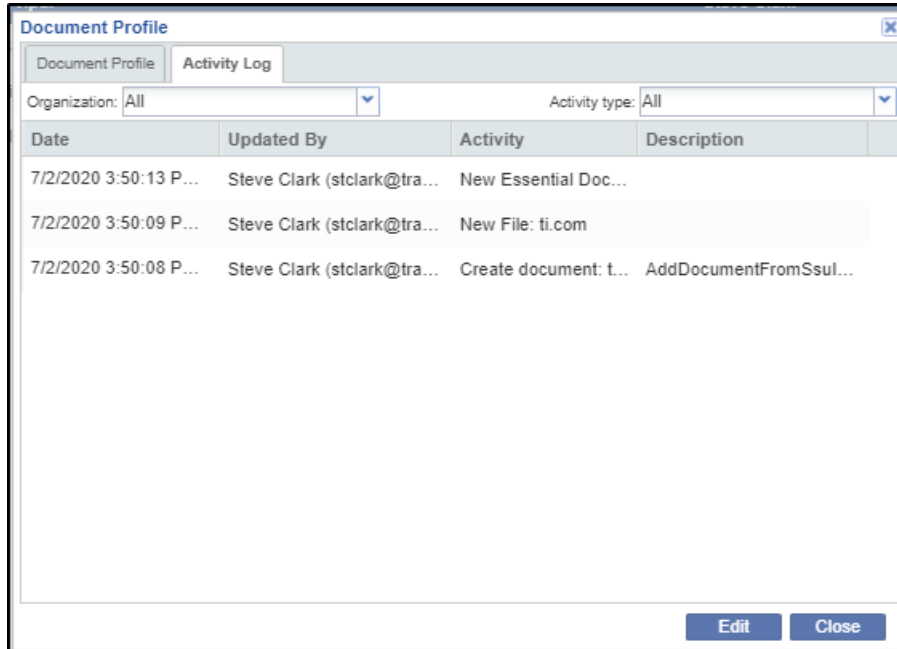 Document Profile
Document Profile Activity Log
Organization: All Activity type: All
Date Updated By Activity Description
7/2/2020 3:50:13 P... Steve Clark (stclark@tra... New Essential Doc...
7/2/2020 3:50:09 P... Steve Clark (stclark@tra... New File: ti.com
7/2/2020 3:50:08 P... Steve Clark (stclark@tra... Create document: t... AddDocumentFromSsul...
Edit Close